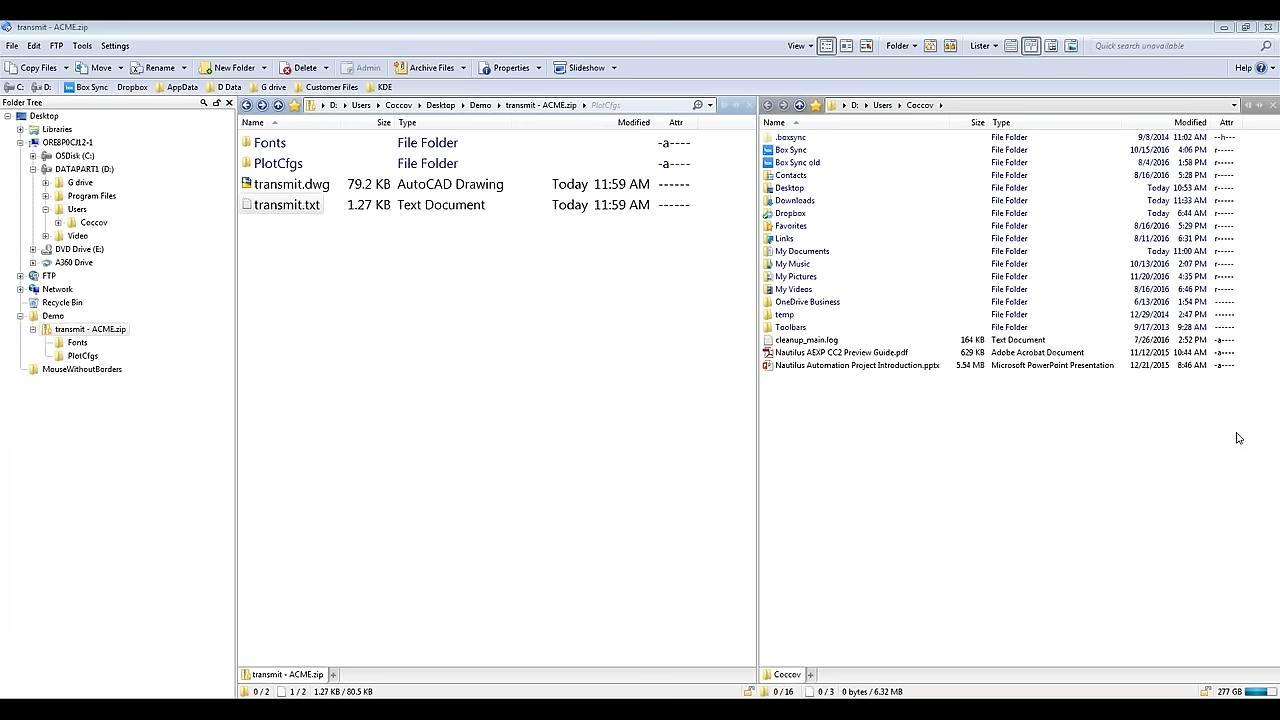 transmit - ACME.zip
File Edit FTP Tools Settings View Folder Lister Quick search unavailable
Copy Files Move Rename New Folder Delete Admin Archive Files Properties Slideshow Help
C: D: Box Sync Dropbox AppData D Data G drive Customer Files KDE
Folder Tree
Desktop
Libraries
ORE8P0CJ12-1
OSDisk (C:)
DATAPART1 (D:)
G drive
Program Files
Users
Coccov
Video
DVD Drive (E:)
A360 Drive
FTP
Network
Recycle Bin
Demo
transmit - ACME.zip
Fonts
PlotCfgs
MouseWithoutBorders
D: Users Coccov Desktop Demo transmit - ACME.zip PlotCfgs
Name Size Type Modified Attr
Fonts File Folder -a----
PlotCfgs File Folder -a----
transmit.dwg 79.2 KB AutoCAD Drawing Today 11:59 AM ------
transmit.txt 1.27 KB Text Document Today 11:59 AM ------
transmit - ACME.zip
0 / 2 1 / 2 1.27 KB / 80.5 KB
D: Users Coccov
Name Size Type Modified Attr
.boxsync File Folder 9/8/2014 11:02 AM --h---
Box Sync File Folder 10/15/2016 4:06 PM r-----
Box Sync old File Folder 8/4/2016 1:58 PM r-----
Contacts File Folder 8/16/2016 5:28 PM r-----
Desktop File Folder Today 10:53 AM r-----
Downloads File Folder Today 11:33 AM r-----
Dropbox File Folder Today 6:44 AM r-----
Favorites File Folder 8/16/2016 5:29 PM r-----
Links File Folder 8/11/2016 6:31 PM r-----
My Documents File Folder Today 11:00 AM r-----
My Music File Folder 10/13/2016 2:07 PM r-----
My Pictures File Folder 11/20/2016 4:35 PM r-----
My Videos File Folder 8/16/2016 6:46 PM r-----
OneDrive Business File Folder 6/13/2016 1:54 PM ------
temp File Folder 12/29/2014 2:47 PM ------
Toolbars File Folder 9/17/2013 9:28 AM ------
cleanup_main.log 164 KB Text Document 7/26/2016 2:52 PM -a----
Nautilus AEXP CC2 Preview Guide.pdf 629 KB Adobe Acrobat Document 11/12/2015 10:44 AM -a----
Nautilus Automation Project Introduction.pptx 5.54 MB Microsoft PowerPoint Presentation 12/21/2015 8:46 AM -a----
Coccov
0 / 16 0 / 3 0 bytes / 6.32 MB 277 GB